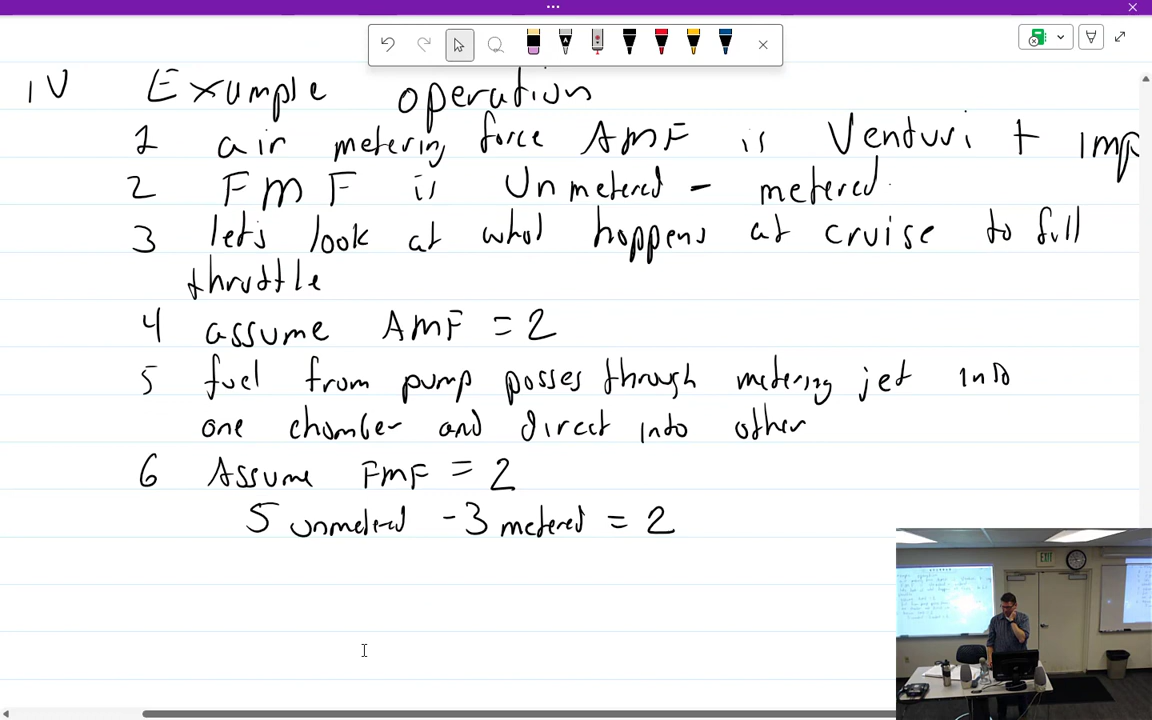 IV Example operation
1 air metering force AMF is Venturi + imp
2 FMF is Unmetered - metered
3 let's look at what happens at cruise to full
throttle
4 assume AMF = 2
5 fuel from pump passes through metering jet into
one chamber and direct into other
6 Assume FMF = 2
5 unmetered - 3 metered = 2
EXIT